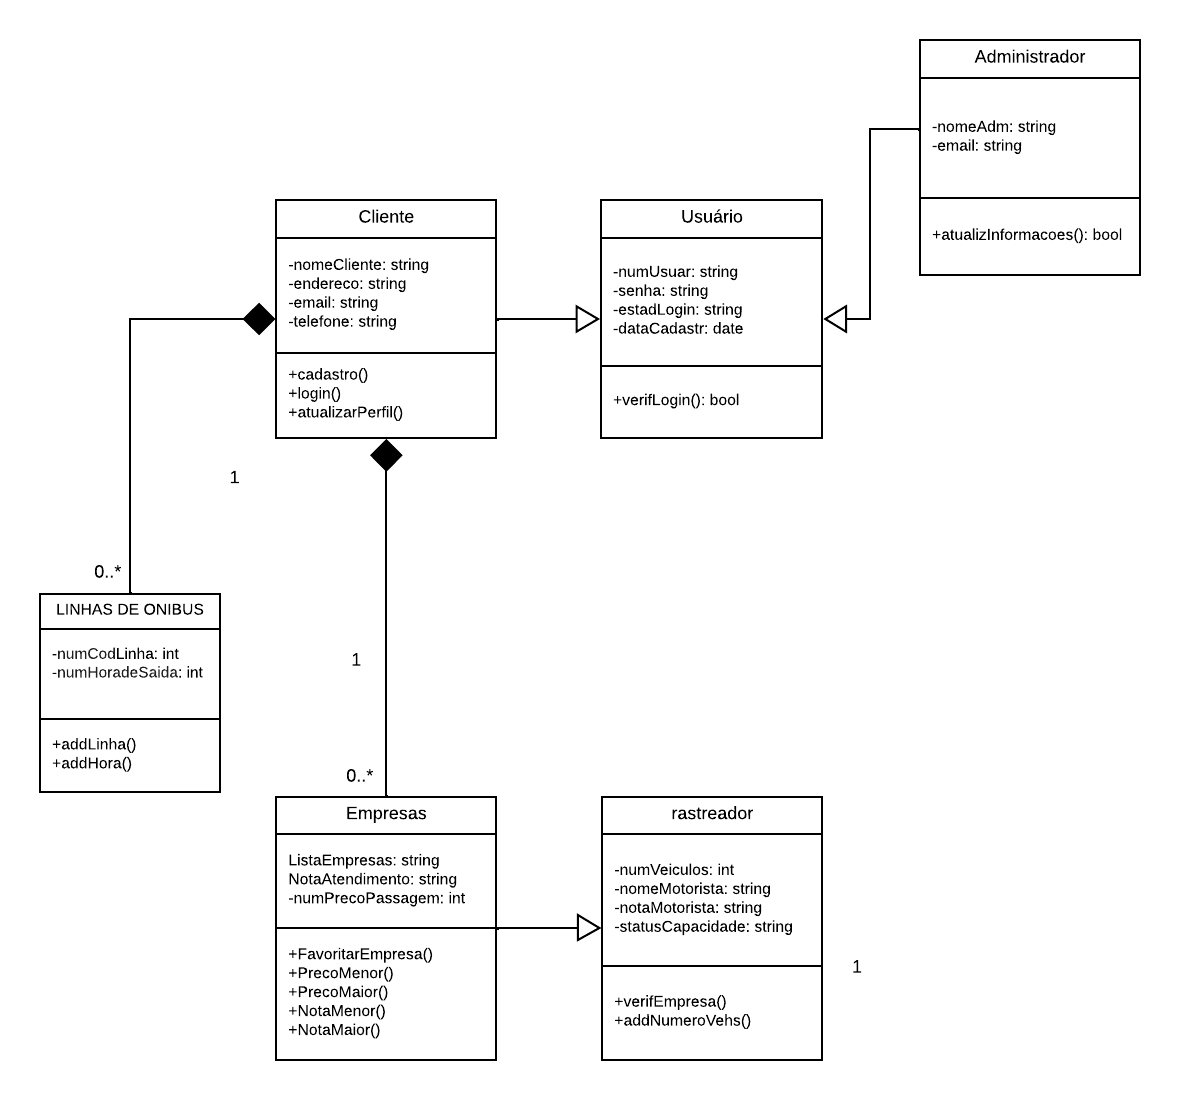 Administrador
-nomeAdm: string
-email: string
+atualizInformacoes(): bool
Cliente
-nomeCliente: string
-endereco: string
-email: string
-telefone: string
+cadastro()
+login()
+atualizarPerfil()
Usuário
-numUsuar: string
-senha: string
-estadLogin: string
-dataCadastr: date
+verifLogin(): bool
1
0..*
LINHAS DE ONIBUS
-numCodLinha: int
-numHoradeSaida: int
+addLinha()
+addHora()
1
0..*
Empresas
ListaEmpresas: string
NotaAtendimento: string
-numPrecoPassagem: int
+FavoritarEmpresa()
+PrecoMenor()
+PrecoMaior()
+NotaMenor()
+NotaMaior()
rastreador
-numVeiculos: int
-nomeMotorista: string
-notaMotorista: string
-statusCapacidade: string
+verifEmpresa()
+addNumeroVehs()
1